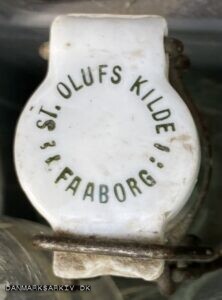 ST. OLUFS KILDE
FAABORG
DANMARKSARKIV.DK